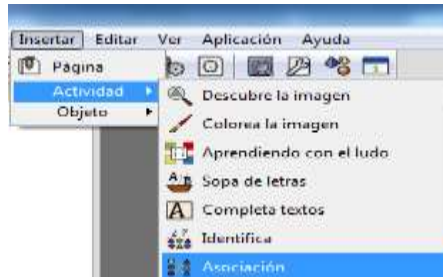 Insertar Editar Ver Aplicación Ayuda
Página
Actividad
Objeto
Descubre la imagen
Colorea la imagen
Aprendiendo con el ludo
Sopa de letras
Completa textos
Identifica
Asociación